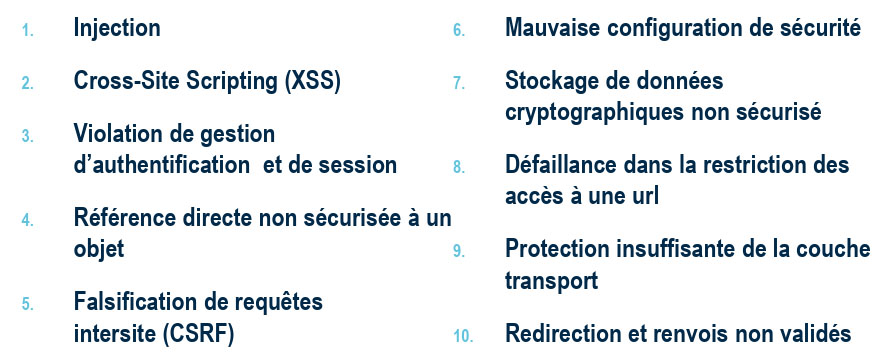 1. Injection
2. Cross-Site Scripting (XSS)
3. Violation de gestion
d’authentification et de session
4. Référence directe non sécurisée à un
objet
5. Falsification de requêtes
intersite (CSRF)
6. Mauvaise configuration de sécurité
7. Stockage de données
cryptographiques non sécurisé
8. Défaillance dans la restriction des
accès à une url
9. Protection insuffisante de la couche
transport
10. Redirection et renvois non validés